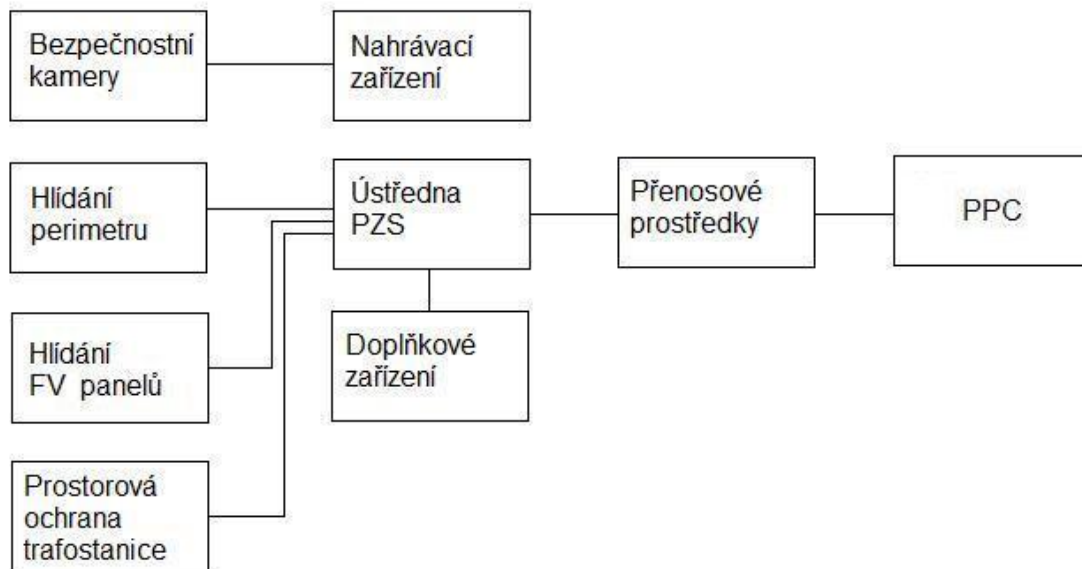 Bezpečnostní
kamery
Nahrávací
zařízení
Hlídání
perimetru
Ústředna
PZS
Přenosové
prostředky
PPC
Hlídání
FV panelů
Doplňkové
zařízení
Prostorová
ochrana
trafostanice